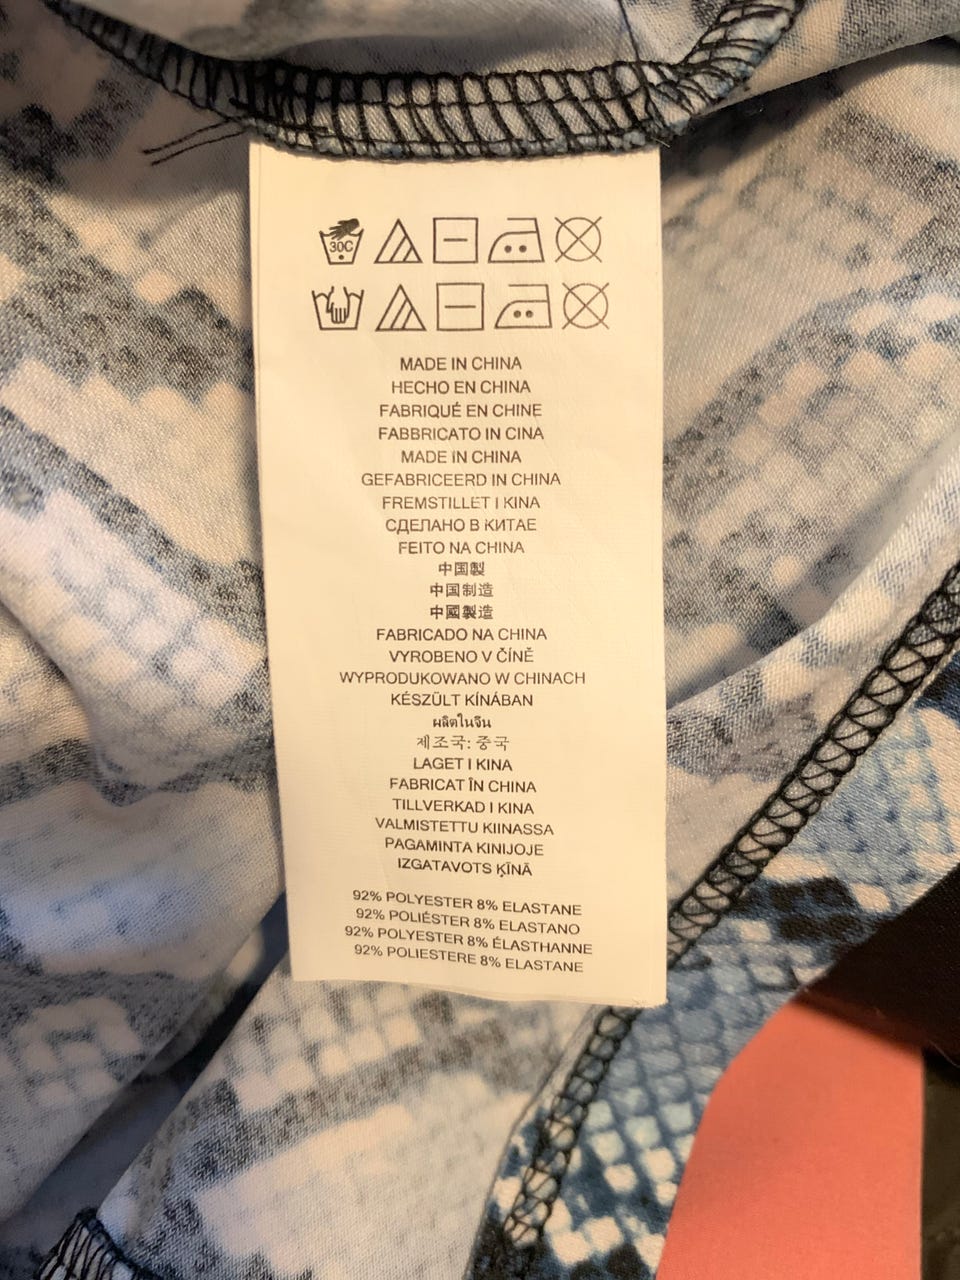 30C
MADE IN CHINA
HECHO EN CHINA
FABRIQUÉ EN CHINE
FABBRICATO IN CINA
MADE IN CHINA
GEFABRICEERD IN CHINA
FREMSTILLET I KINA
СДЕЛАНО В КИТАЕ
FEITO NA CHINA
中国製
中国制造
中國製造
FABRICADO NA CHINA
VYROBENO V ČÍNĚ
WYPRODUKOWANO W CHINACH
KÉSZÜLT KÍNÁBAN
ผลิตในจีน
제조국: 중국
LAGET I KINA
FABRICAT ÎN CHINA
TILLVERKAD I KINA
VALMISTETTU KIINASSA
PAGAMINTA KINIJOJE
IZGATAVOTS ĶĪNĀ
92% POLYESTER 8% ELASTANE
92% POLIÉSTER 8% ELASTANO
92% POLYESTER 8% ÉLASTHANNE
92% POLIESTERE 8% ELASTANE